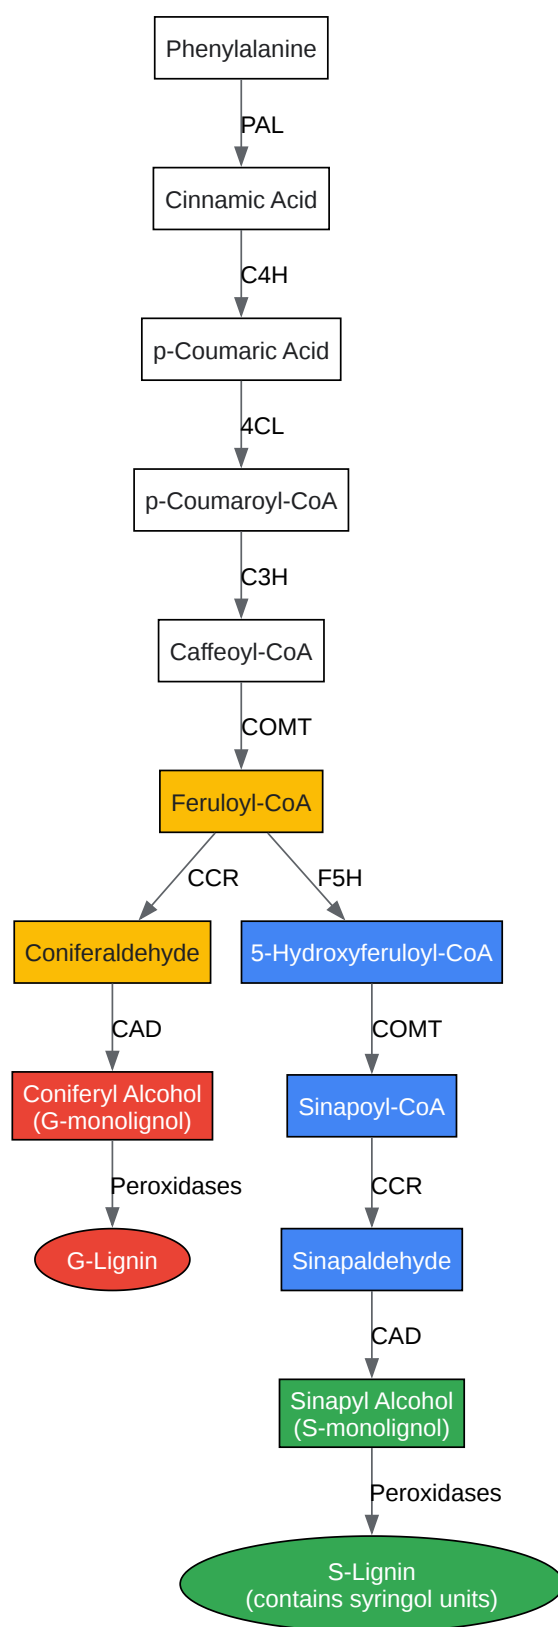 Phenylalanine
PAL
Cinnamic Acid
C4H
p-Coumaric Acid
4CL
p-Coumaroyl-CoA
C3H
Caffeoyl-CoA
COMT
Feruloyl-CoA
CCR
F5H
Coniferaldehyde
5-Hydroxyferuloyl-CoA
CAD
COMT
Coniferyl Alcohol
(G-monolignol)
Sinapoyl-CoA
Peroxidases
CCR
G-Lignin
Sinapaldehyde
CAD
Sinapyl Alcohol
(S-monolignol)
Peroxidases
S-Lignin
(contains syringol units)